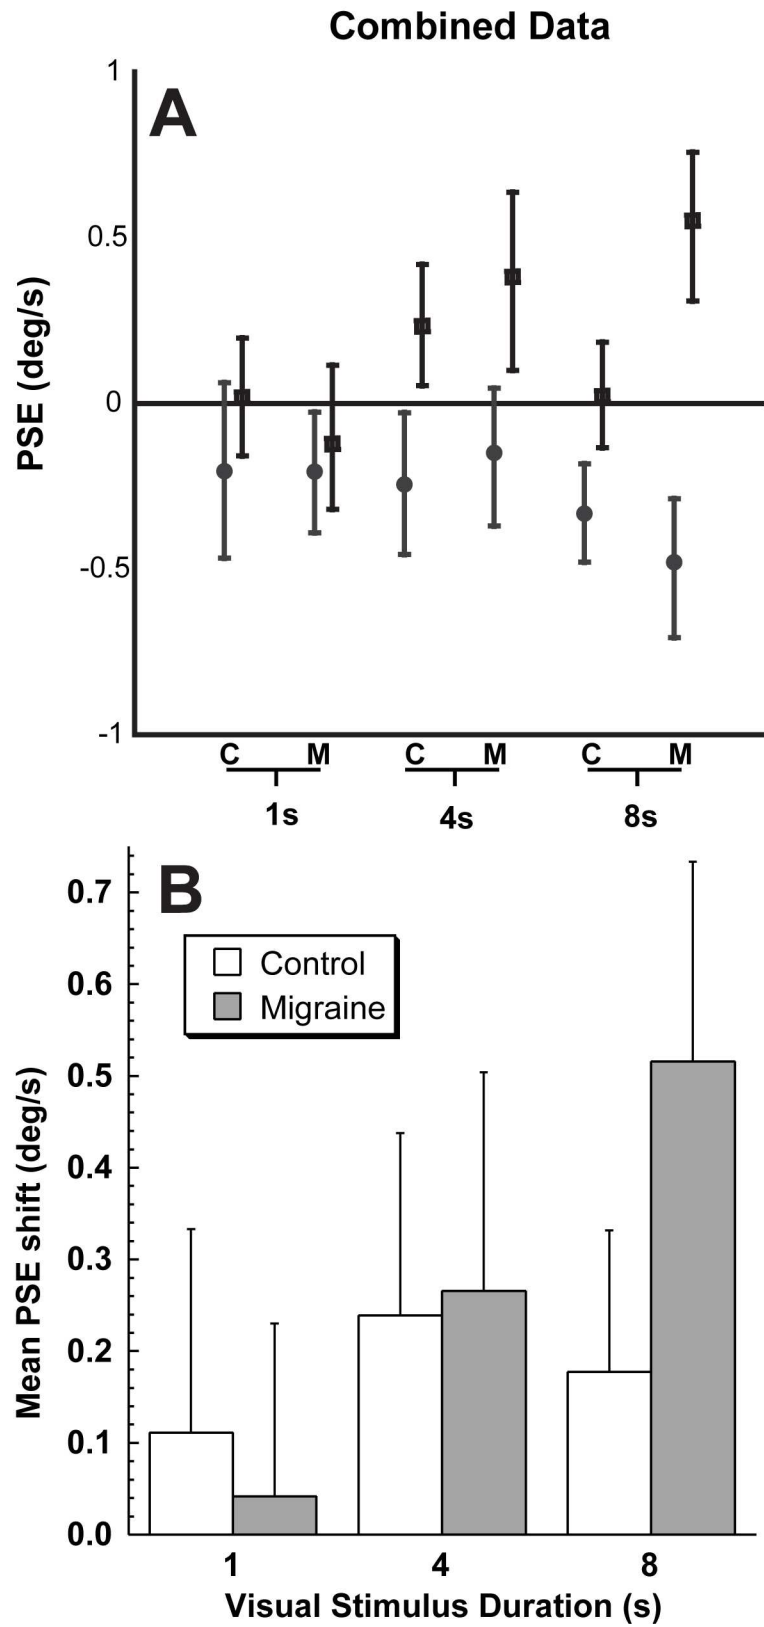 Combined Data
A
1
0.5
0
-0.5
-1
PSE (deg/s)
C M C M C M
1s 4s 8s
B
Control
Migraine
0.7
0.6
0.5
0.4
0.3
0.2
0.1
0.0
Mean PSE shift (deg/s)
1 4 8
Visual Stimulus Duration (s)